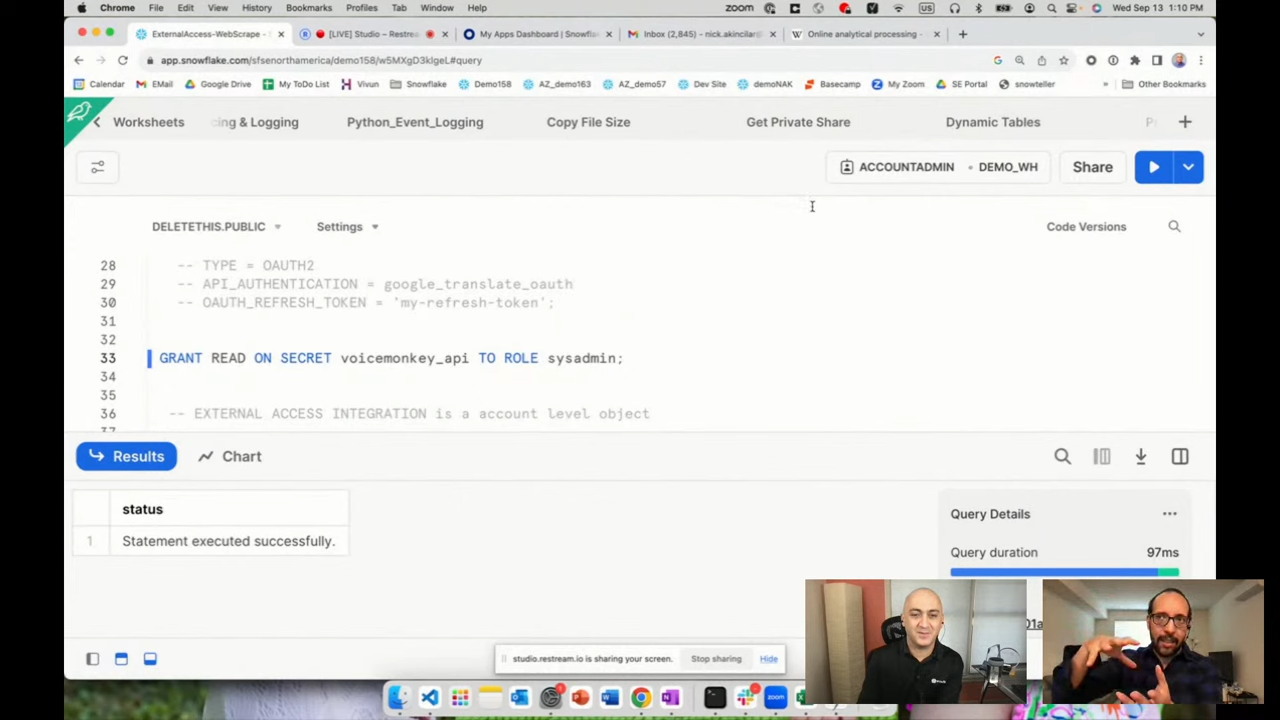 Chrome File Edit View History Bookmarks Profiles Tab Window Help
zoom US Wed Sep 13 1:10 PM
ExternalAccess-WebScrape - [LIVE] Studio – Restre My Apps Dashboard | Snowflak Inbox (2,845) - nick.akincilar@ Online analytical processing -
app.snowflake.com/sfsenorthamerica/demo158/w5MXgD3klgeL#query
Calendar EMail Google Drive My ToDo List Vivun Snowflake Demo158 AZ_demo163 AZ_demo57 Dev Site demoNAK Basecamp My Zoom SE Portal snowteller » Other Bookmarks
Worksheets cing & Logging Python_Event_Logging Copy File Size Get Private Share Dynamic Tables
ACCOUNTADMIN DEMO_WH Share
DELETETHIS.PUBLIC Settings Code Versions
28 -- TYPE = OAUTH2
29 -- API_AUTHENTICATION = google_translate_oauth
30 -- OAUTH_REFRESH_TOKEN = 'my-refresh-token';
31
32
33 GRANT READ ON SECRET voicemonkey_api TO ROLE sysadmin;
34
35
36 -- EXTERNAL ACCESS INTEGRATION is a account level object
Results Chart
status
1 Statement executed successfully.
Query Details
Query duration 97ms
studio.restream.io is sharing your screen. Stop sharing Hide